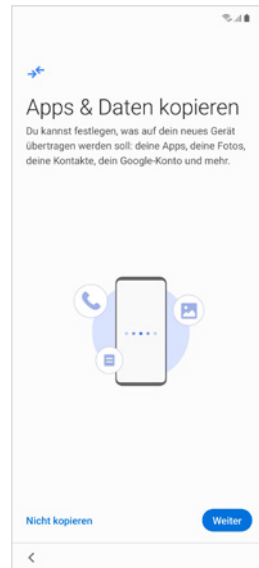 Apps & Daten kopieren
Du kannst festlegen, was auf dein neues Gerät
übertragen werden soll: deine Apps, deine Fotos,
deine Kontakte, dein Google-Konto und mehr.
Nicht kopieren
Weiter